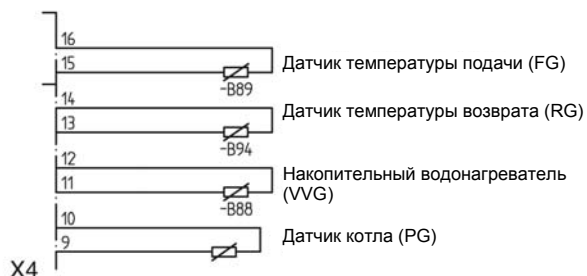 16
15
-B89
Датчик температуры подачи (FG)
14
13
-B94
Датчик температуры возврата (RG)
12
11
-B88
Накопительный водонагреватель
(VVG)
10
9
Датчик котла (PG)
X4